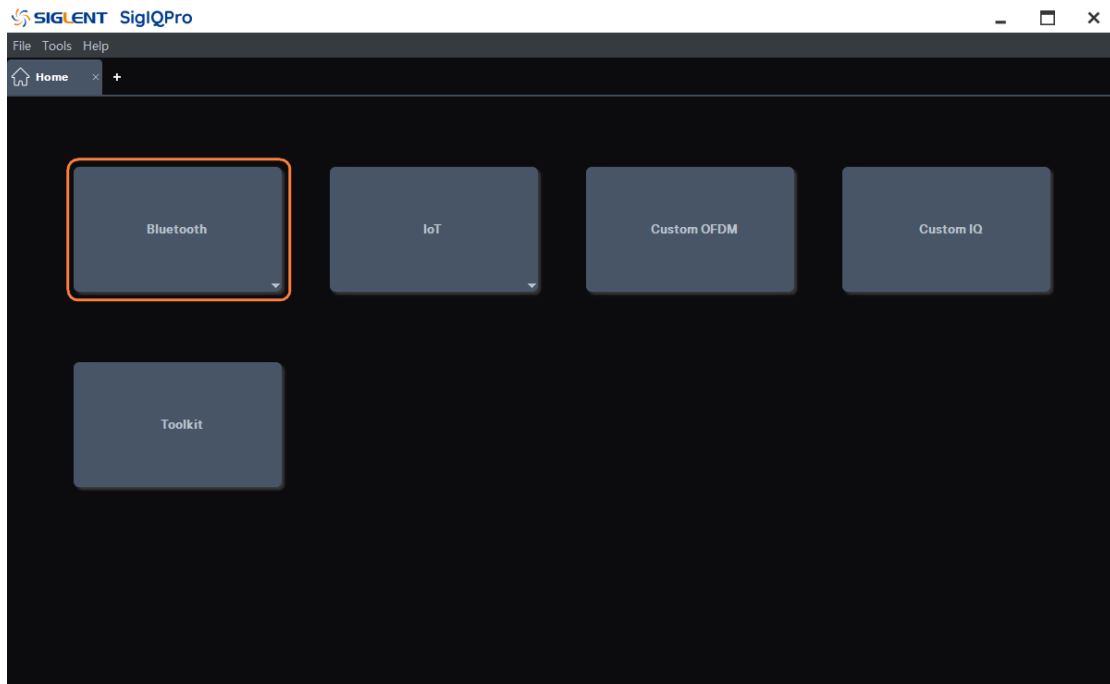 SIGLENT SigIQPro
File Tools Help
Home × +
Bluetooth
IoT
Custom OFDM
Custom IQ
Toolkit